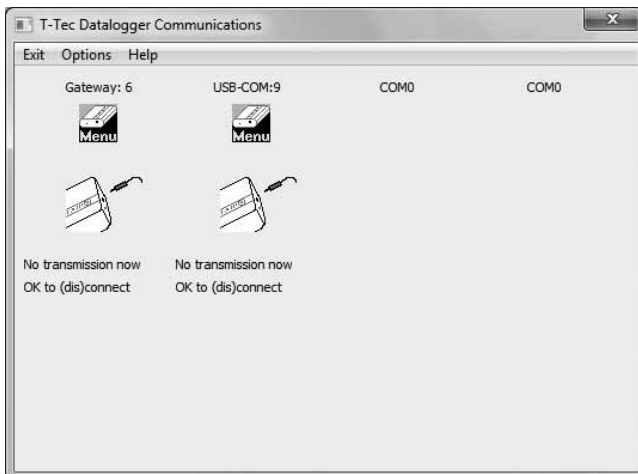 T-Tec Datalogger Communications
Exit Options Help
Gateway: 6 USB-COM:9 COM0 COM0
Menu Menu
No transmission now No transmission now
OK to (dis)connect OK to (dis)connect